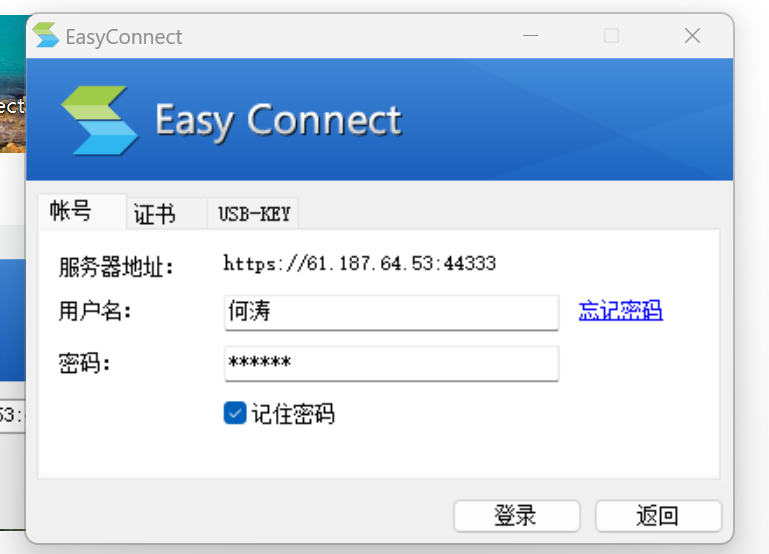 EasyConnect
Easy Connect
帐号 证书 USB-KEY
服务器地址: https://61.187.64.53:44333
用户名: 何涛 忘记密码
密码: ******
记住密码
登录 返回